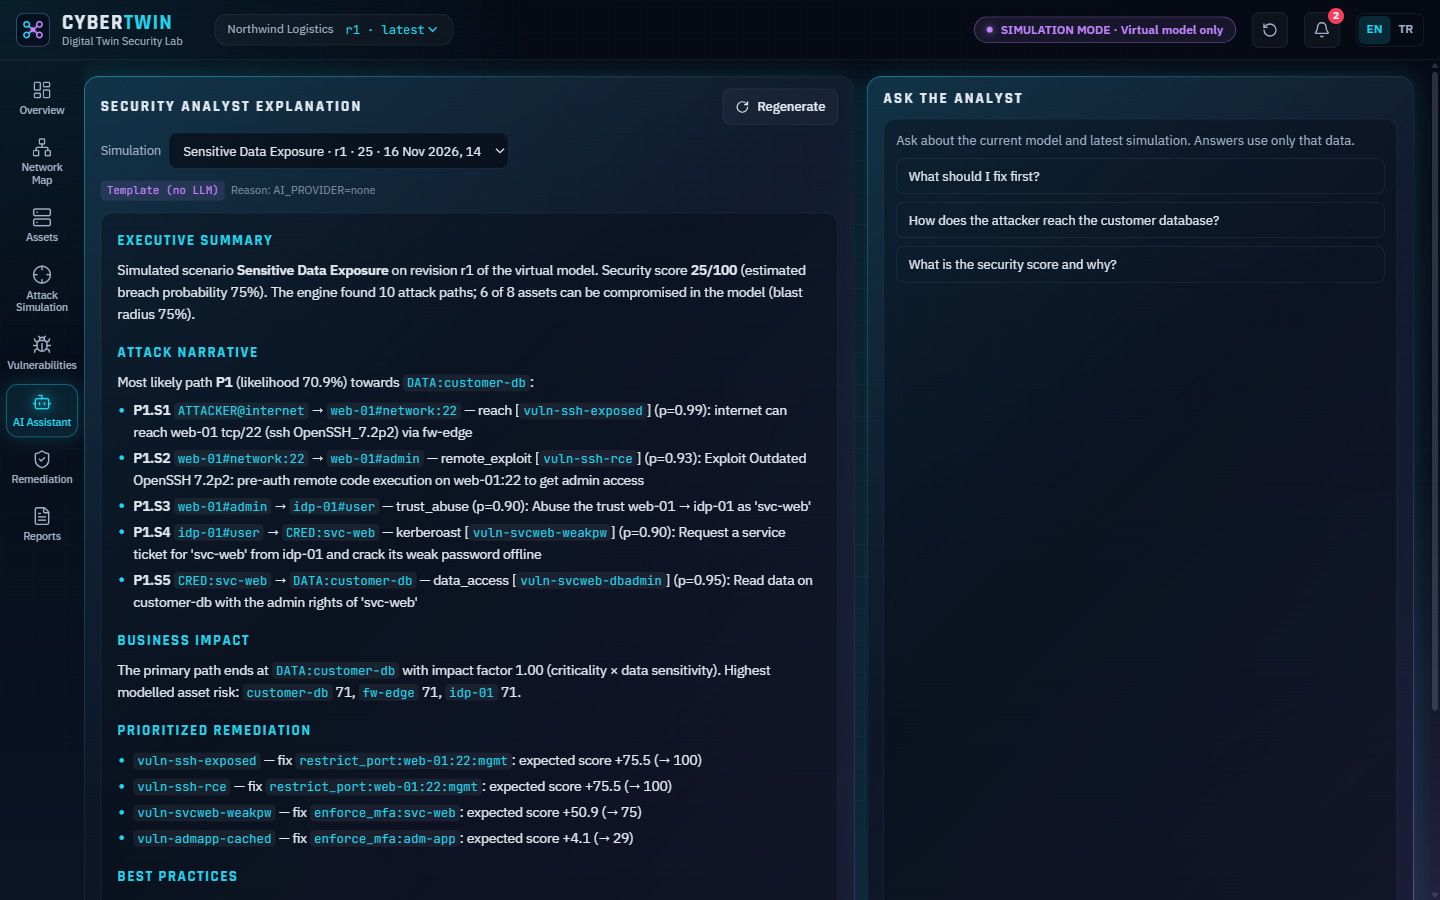 CYBERTWIN
Digital Twin Security Lab
Northwind Logistics r1 · latest
SIMULATION MODE · Virtual model only
2
EN TR
Overview
Network
Map
Assets
Attack
Simulation
Vulnerabilities
AI Assistant
Remediation
Reports
SECURITY ANALYST EXPLANATION
Regenerate
Simulation Sensitive Data Exposure · r1 · 25 · 16 Nov 2026, 14
Template (no LLM) Reason: AI_PROVIDER=none
EXECUTIVE SUMMARY
Simulated scenario Sensitive Data Exposure on revision r1 of the virtual model. Security score 25/100 (estimated
breach probability 75%). The engine found 10 attack paths; 6 of 8 assets can be compromised in the model (blast
radius 75%).
ATTACK NARRATIVE
Most likely path P1 (likelihood 70.9%) towards DATA:customer-db :
• P1.S1 ATTACKER@internet → web-01#network:22 — reach [ vuln-ssh-exposed ] (p=0.99): internet can
reach web-01 tcp/22 (ssh OpenSSH_7.2p2) via fw-edge
• P1.S2 web-01#network:22 → web-01#admin — remote_exploit [ vuln-ssh-rce ] (p=0.93): Exploit Outdated
OpenSSH 7.2p2: pre-auth remote code execution on web-01:22 to get admin access
• P1.S3 web-01#admin → idp-01#user — trust_abuse (p=0.90): Abuse the trust web-01 → idp-01 as 'svc-web'
• P1.S4 idp-01#user → CRED:svc-web — kerberoast [ vuln-svcweb-weakpw ] (p=0.90): Request a service
ticket for 'svc-web' from idp-01 and crack its weak password offline
• P1.S5 CRED:svc-web → DATA:customer-db — data_access [ vuln-svcweb-dbadmin ] (p=0.95): Read data on
customer-db with the admin rights of 'svc-web'
BUSINESS IMPACT
The primary path ends at DATA:customer-db with impact factor 1.00 (criticality × data sensitivity). Highest
modelled asset risk: customer-db 71, fw-edge 71, idp-01 71.
PRIORITIZED REMEDIATION
• vuln-ssh-exposed — fix restrict_port:web-01:22:mgmt : expected score +75.5 (→ 100)
• vuln-ssh-rce — fix restrict_port:web-01:22:mgmt : expected score +75.5 (→ 100)
• vuln-svcweb-weakpw — fix enforce_mfa:svc-web : expected score +50.9 (→ 75)
• vuln-admapp-cached — fix enforce_mfa:adm-app : expected score +4.1 (→ 29)
BEST PRACTICES
ASK THE ANALYST
Ask about the current model and latest simulation. Answers use only that data.
What should I fix first?
How does the attacker reach the customer database?
What is the security score and why?